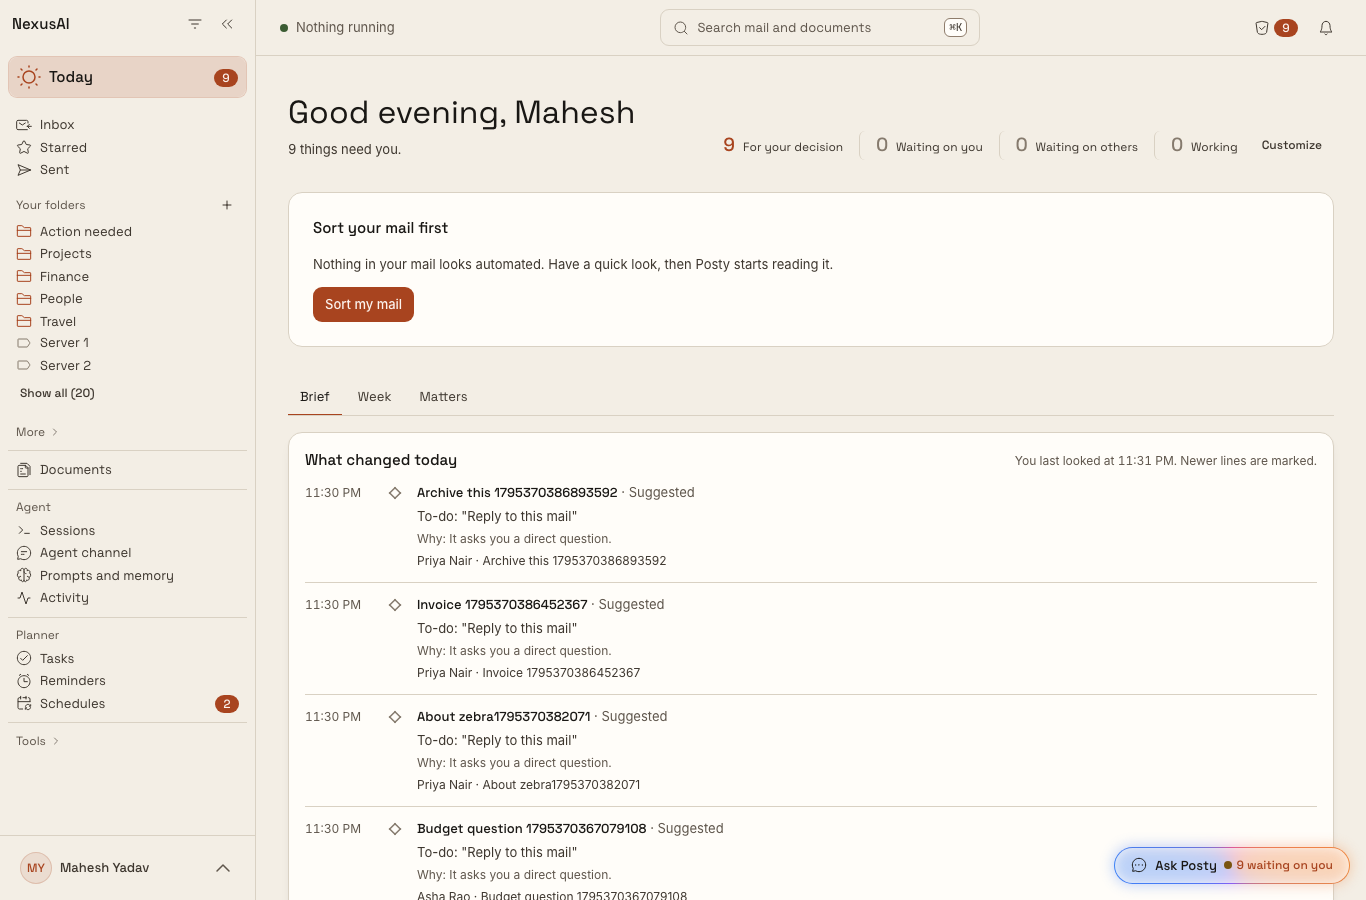 NexusAI
Today 9
Inbox
Starred
Sent
Your folders
Action needed
Projects
Finance
People
Travel
Server 1
Server 2
Show all (20)
More
Documents
Agent
Sessions
Agent channel
Prompts and memory
Activity
Planner
Tasks
Reminders
Schedules 2
Tools
MY Mahesh Yadav
Nothing running
Search mail and documents ⌘K
9
Good evening, Mahesh
9 things need you.
9 For your decision 0 Waiting on you 0 Waiting on others 0 Working Customize
Sort your mail first
Nothing in your mail looks automated. Have a quick look, then Posty starts reading it.
Sort my mail
Brief Week Matters
What changed today You last looked at 11:31 PM. Newer lines are marked.
11:30 PM Archive this 1795370386893592 · Suggested
To-do: "Reply to this mail"
Why: It asks you a direct question.
Priya Nair · Archive this 1795370386893592
11:30 PM Invoice 1795370386452367 · Suggested
To-do: "Reply to this mail"
Why: It asks you a direct question.
Priya Nair · Invoice 1795370386452367
11:30 PM About zebra1795370382071 · Suggested
To-do: "Reply to this mail"
Why: It asks you a direct question.
Priya Nair · About zebra1795370382071
11:30 PM Budget question 1795370367079108 · Suggested
To-do: "Reply to this mail"
Why: It asks you a direct question.
Asha Rao · Budget question 1795370367079108
Ask Posty 9 waiting on you